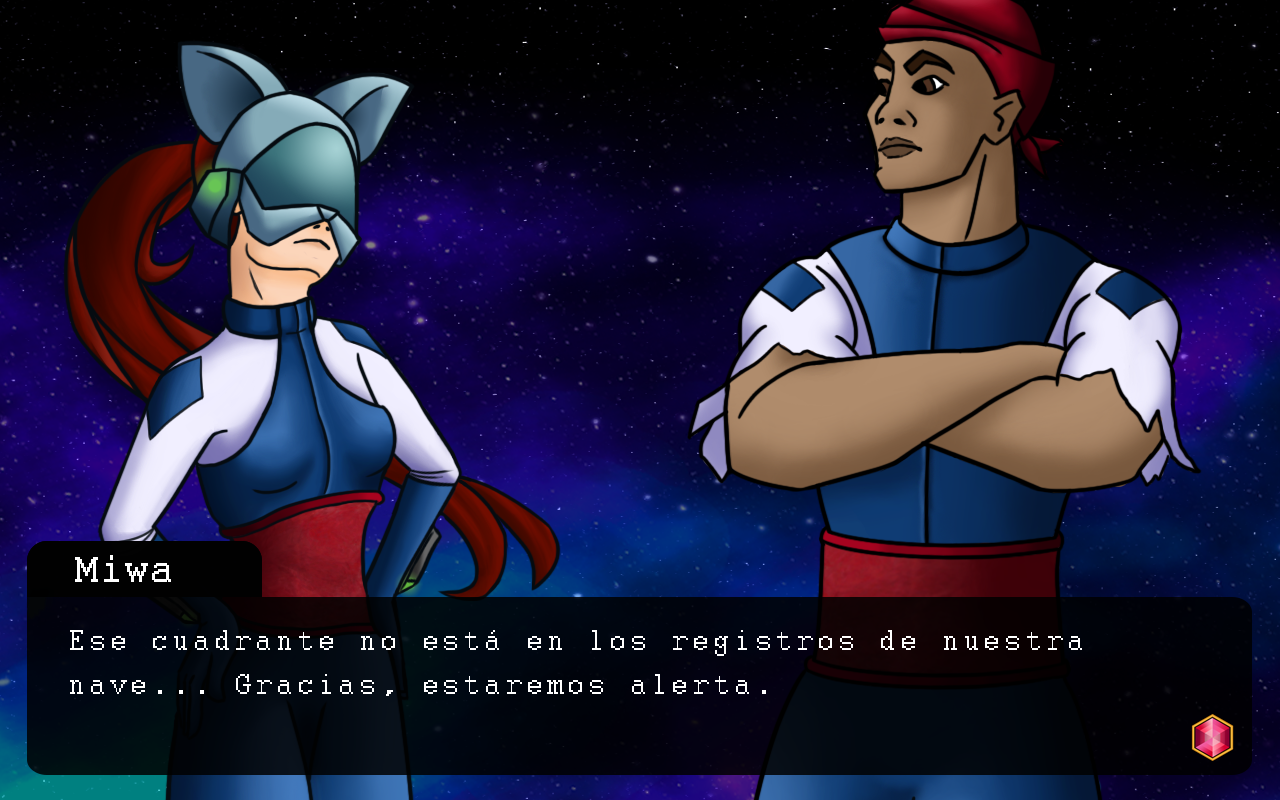 Miwa
Ese cuadrante no está en los registros de nuestra
nave... Gracias, estaremos alerta.